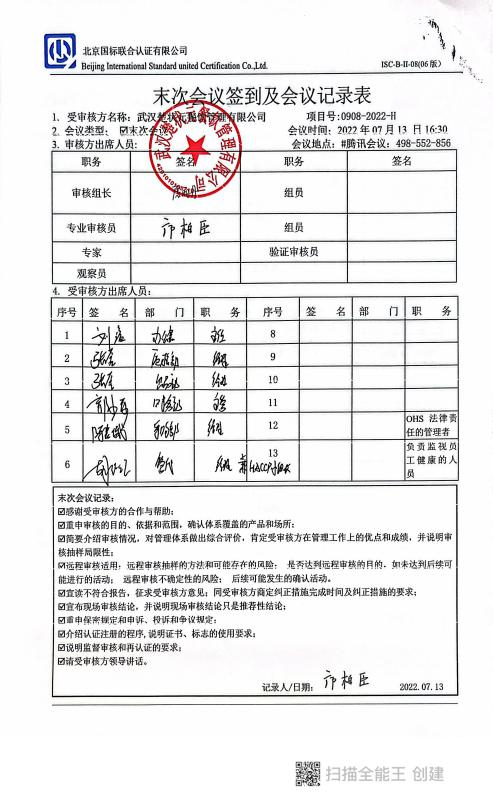 北京国标联合认证有限公司
Beijing International Standard united Certification Co.,Ltd.
ISC-B-II-08(06版)
末次会议签到及会议记录表
1. 受审核方名称：武汉楚状元餐饮管理有限公司 项目号：0908-2022-H
2. 会议类型：☑末次会议 会议时间：2022年07月13日16:30
3. 审核方出席人员： 会议地点：#腾讯会议：498-552-856
职务 签名 职务 签名
审核组长 组员
专业审核员 邝柏臣 组员
专家 验证审核员
观察员
4. 受审核方出席人员：
序号 签 名 部 门 职 务 序号 签 名 部 门 职 务
1 8
2 9
3 10
4 11
5 12 OHS 法律责任的管理者
6 13 负责监视员工健康的人员
末次会议记录：
☑感谢受审核方的合作与帮助；
☑重申审核的目的、依据和范围，确认体系覆盖的产品和场所；
☑简要介绍审核情况，对管理体系做出综合评价，肯定受审核方在管理工作上的优点和成绩，并说明审
核抽样局限性；
☑远程审核适用：远程审核抽样的方法和可能存在的风险； 是否达到远程审核的目的，如未达到后续可
能进行的活动； 远程审核不确定性的风险； 后续可能发生的确认活动。
☑宣读不符合报告，征求受审核方意见；同受审核方商定纠正措施完成时间及纠正措施的要求；
☑宣布现场审核结论，并说明现场审核结论只是推荐性结论；
☑重申保密规定和申诉、投诉和争议规定；
☑介绍认证注册的程序，说明证书、标志的使用要求；
☑说明监督审核和再认证的要求；
☑请受审核方领导讲话。
记录人/日期： 邝柏臣 2022.07.13
扫描全能王 创建